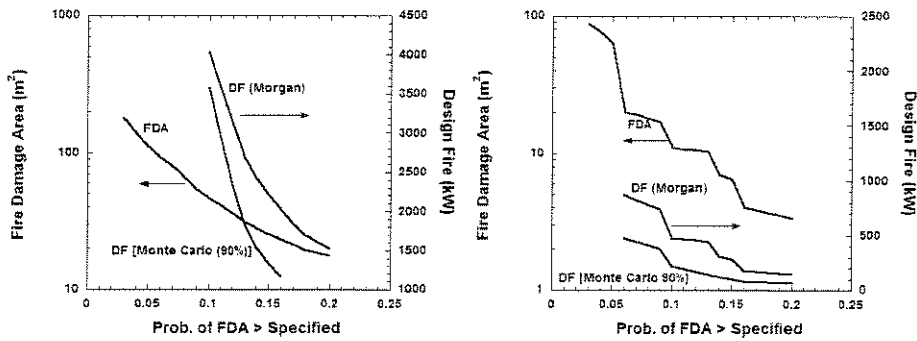 1000
100
10
Fire Damage Area (m²)
4500
4000
3500
3000
2500
2000
1500
1000
Design Fire (kW)
DF (Morgan)
FDA
DF [Monte Carlo (90%)]
0
0.05
0.1
0.15
0.2
0.25
Prob. of FDA > Specified
100
10
1
Fire Damage Area (m²)
2500
2000
1500
1000
500
0
Design Fire (kW)
FDA
DF (Morgan)
DF [Monte Carlo 90%]
0
0.05
0.1
0.15
0.2
0.25
Prob. of FDA > Specified